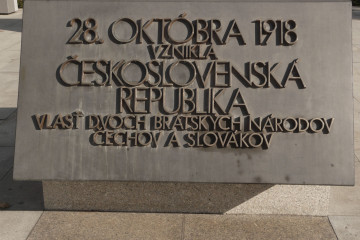 28. OKTÓBRA 1918
VZNIKLA
ČESKOSLOVENSKÁ
REPUBLIKA
VLASŤ DVOCH BRATSKÝCH NÁRODOV
ČECHOV A SLOVÁKOV